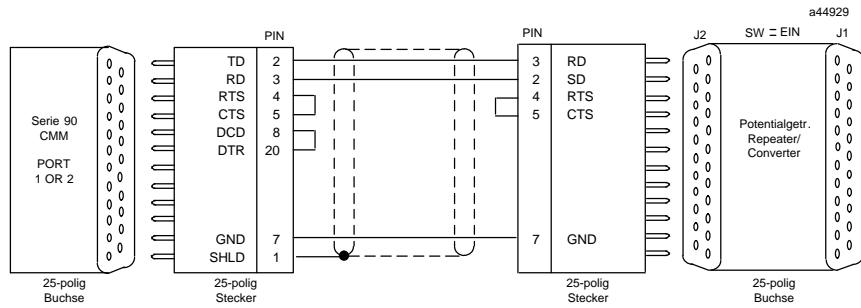 a44929
PIN
PIN
J2
SW = EIN
J1
Serie 90
CMM
PORT
1 OR 2
TD 2
RD 3
RTS 4
CTS 5
DCD 8
DTR 20
GND 7
SHLD 1
3 RD
2 SD
4 RTS
5 CTS
7 GND
Potentialgetr.
Repeater/
Converter
25-polig
Buchse
25-polig
Stecker
25-polig
Stecker
25-polig
Buchse